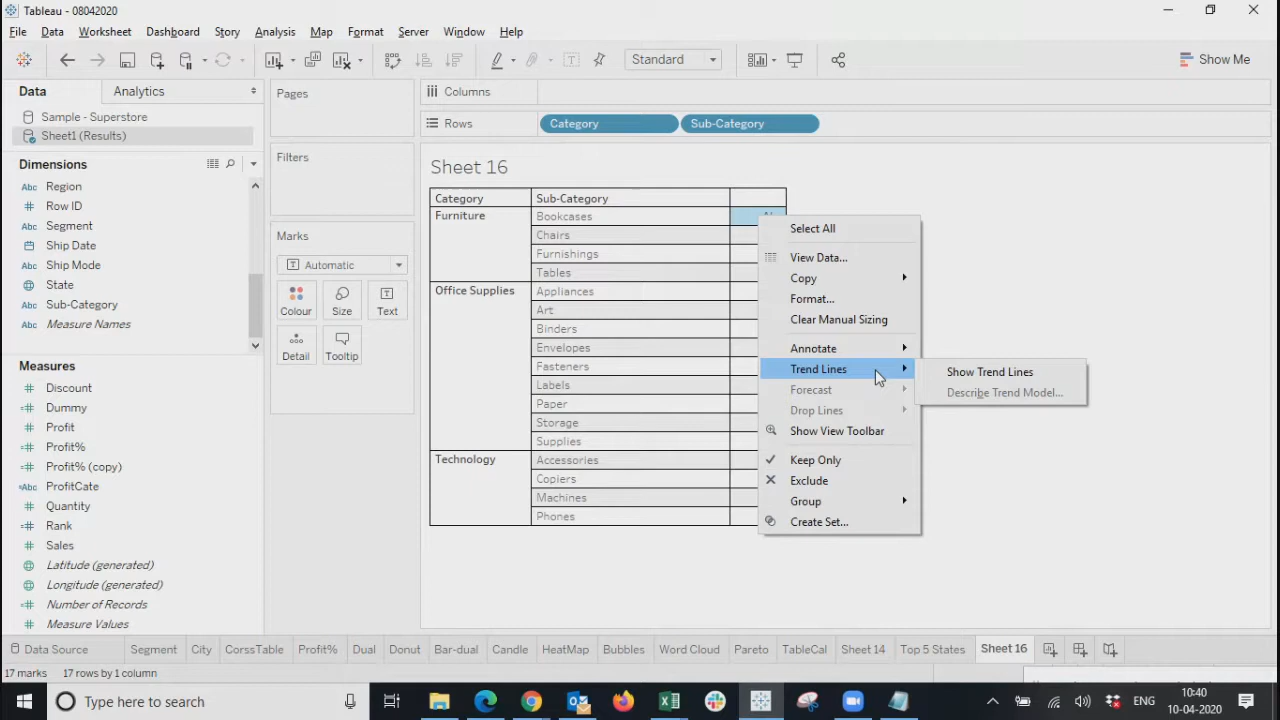 Tableau - 08042020
File Data Worksheet Dashboard Story Analysis Map Format Server Window Help
Standard
Show Me
Data
Analytics
Sample - Superstore
Sheet1 (Results)
Dimensions
Region
Row ID
Segment
Ship Date
Ship Mode
State
Sub-Category
Measure Names
Measures
Discount
Dummy
Profit
Profit%
Profit% (copy)
ProfitCate
Quantity
Rank
Sales
Latitude (generated)
Longitude (generated)
Number of Records
Measure Values
Pages
Filters
Marks
Automatic
Colour Size Text
Detail Tooltip
Columns
Rows Category Sub-Category
Sheet 16
Category Sub-Category
Furniture Bookcases
Chairs
Furnishings
Tables
Office Supplies Appliances
Art
Binders
Envelopes
Fasteners
Labels
Paper
Storage
Supplies
Technology Accessories
Copiers
Machines
Phones
Select All
View Data...
Copy
Format...
Clear Manual Sizing
Annotate
Trend Lines
Forecast
Drop Lines
Show View Toolbar
Keep Only
Exclude
Group
Create Set...
Show Trend Lines
Describe Trend Model...
Data Source Segment City CorssTable Profit% Dual Donut Bar-dual Candle HeatMap Bubbles Word Cloud Pareto TableCal Sheet 14 Top 5 States Sheet 16
17 marks 17 rows by 1 column
Type here to search
ENG
10:40
10-04-2020